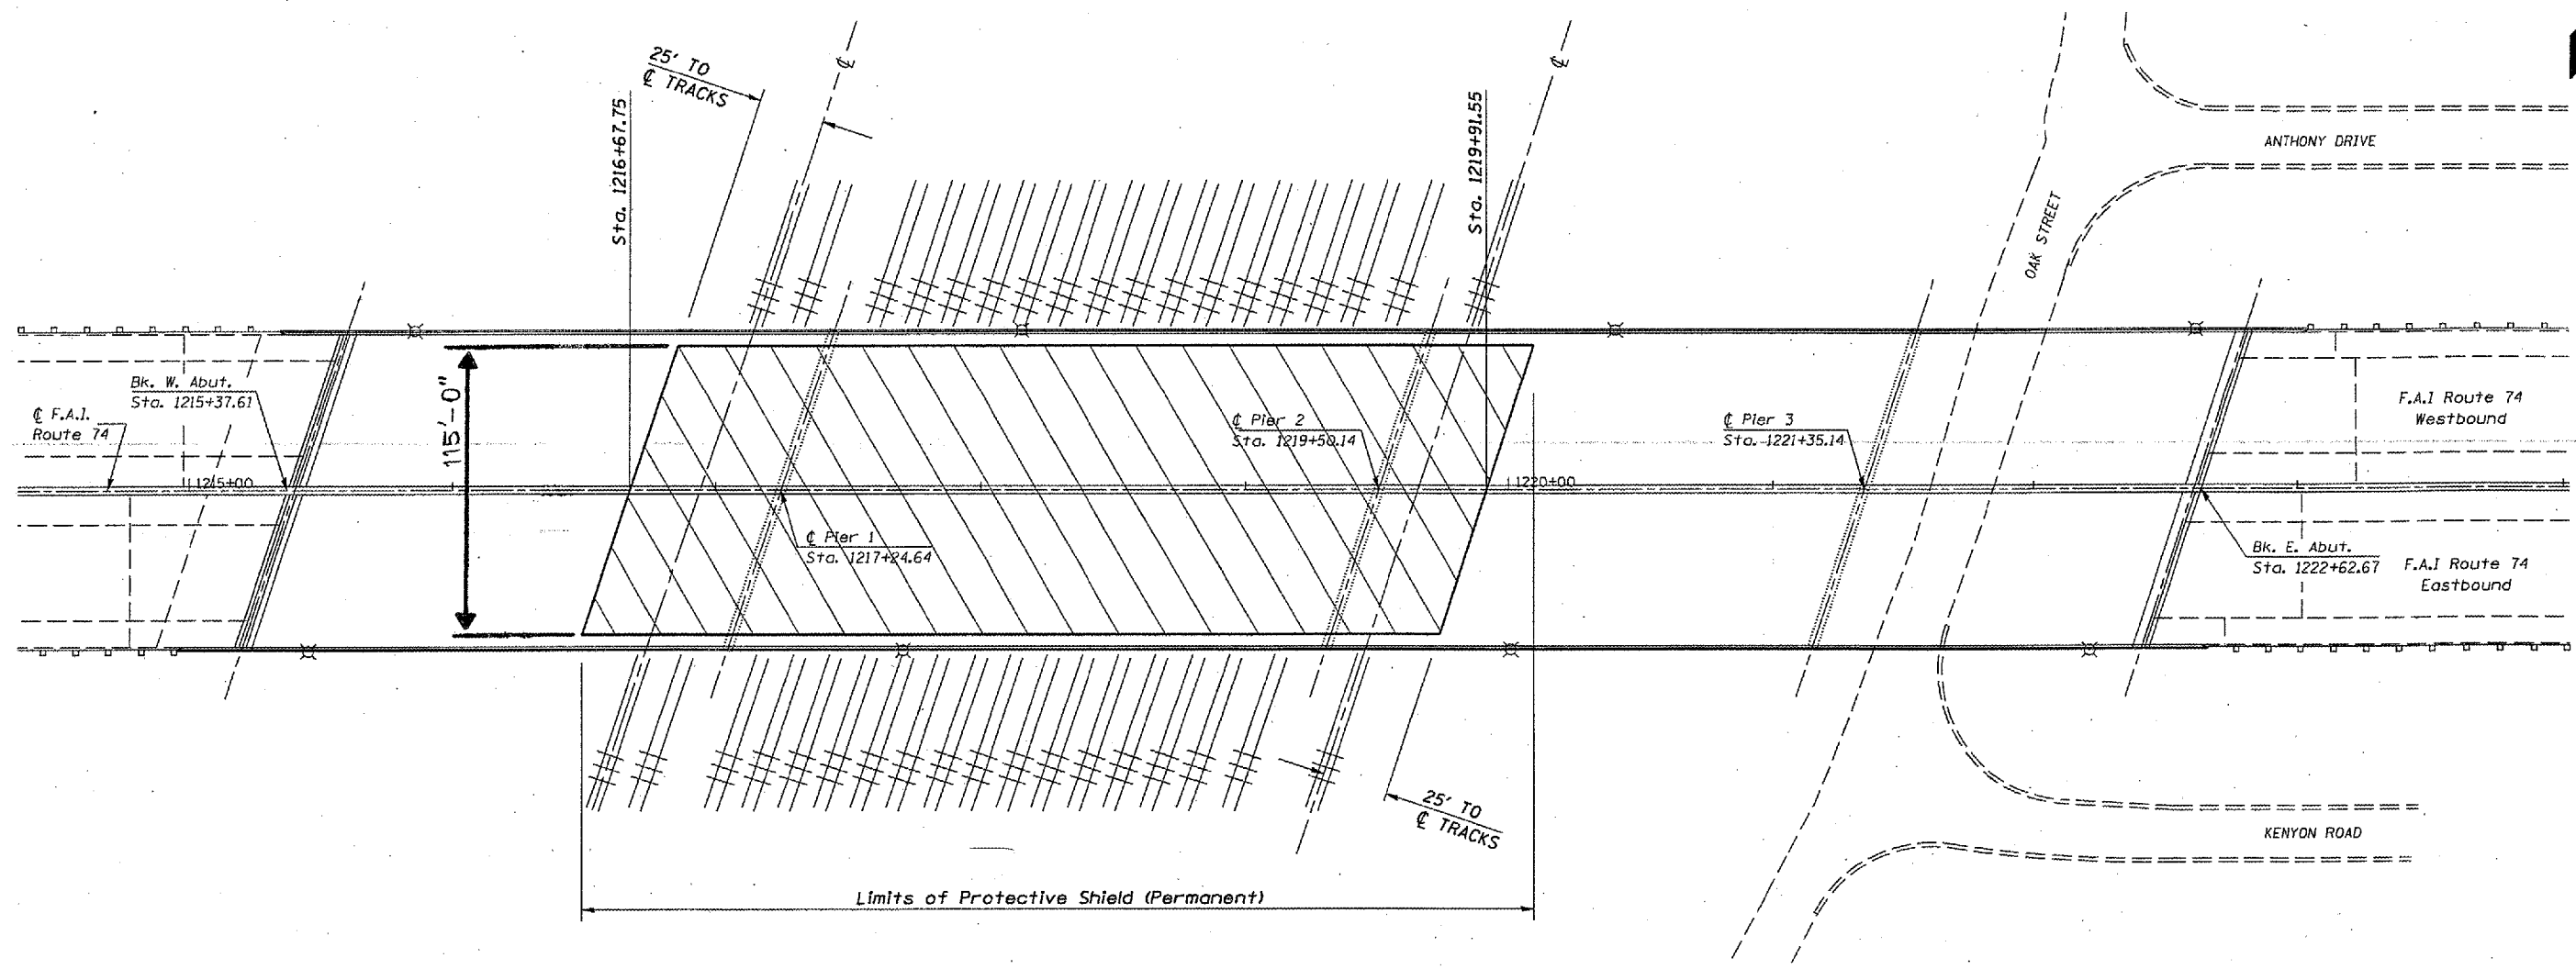 25' TO
℄ TRACKS
℄
℄
Sta. 1216+67.75
Sta. 1219+91.55
ANTHONY DRIVE
OAK STREET
Bk. W. Abut.
Sta. 1215+37.61
℄ F.A.I.
Route 74
115'-0"
℄ Pier 2
Sta. 1219+50.14
℄ Pier 3
Sta. 1221+35.14
F.A.I Route 74
Westbound
1215+00
1220+00
℄ Pier 1
Sta. 1217+24.64
Bk. E. Abut.
Sta. 1222+62.67
F.A.I Route 74
Eastbound
25' TO
℄ TRACKS
KENYON ROAD
Limits of Protective Shield (Permanent)